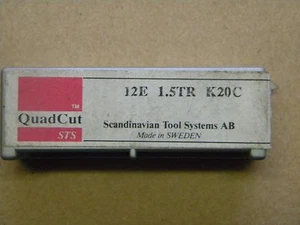 12E 1.5TR K20C
TM
QuadCut
STS
Scandinavian Tool Systems AB
Made in SWEDEN